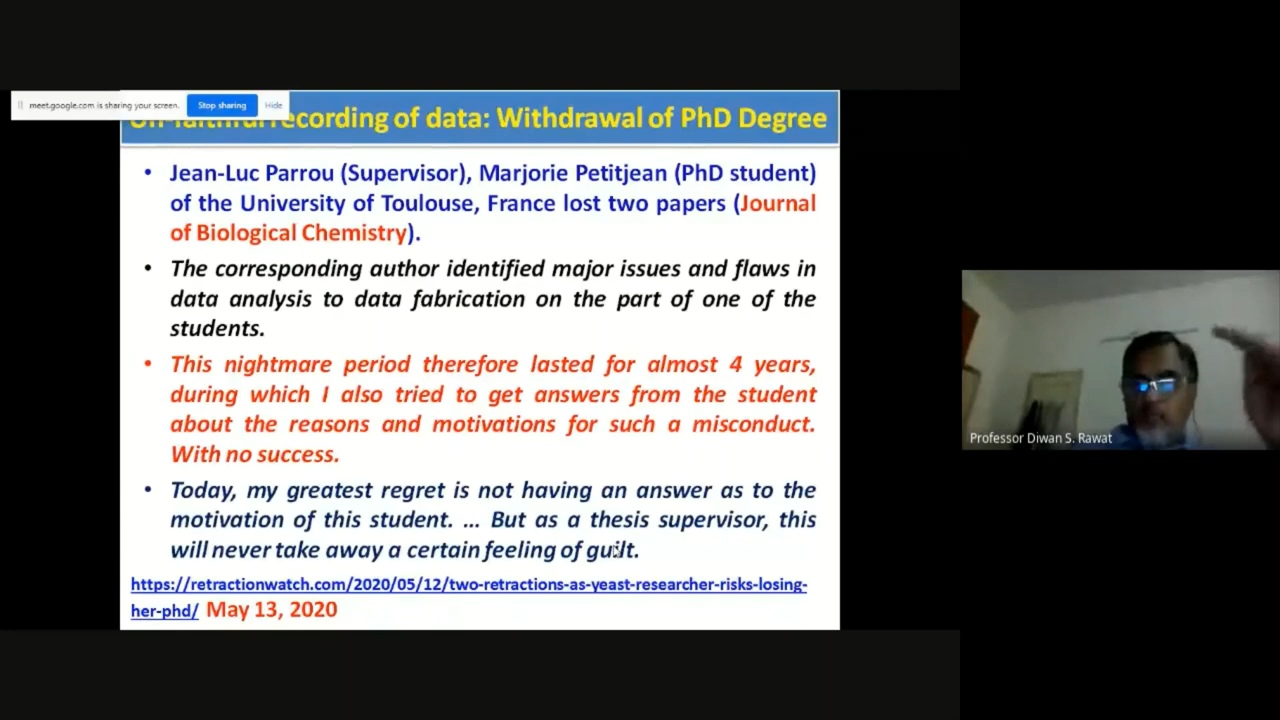 meet.google.com is sharing your screen. Stop sharing Hide
recording of data: Withdrawal of PhD Degree
• Jean-Luc Parrou (Supervisor), Marjorie Petitjean (PhD student)
of the University of Toulouse, France lost two papers (Journal
of Biological Chemistry).
• The corresponding author identified major issues and flaws in
data analysis to data fabrication on the part of one of the
students.
• This nightmare period therefore lasted for almost 4 years,
during which I also tried to get answers from the student
about the reasons and motivations for such a misconduct.
With no success.
• Today, my greatest regret is not having an answer as to the
motivation of this student. ... But as a thesis supervisor, this
will never take away a certain feeling of guilt.
https://retractionwatch.com/2020/05/12/two-retractions-as-yeast-researcher-risks-losing-
her-phd/ May 13, 2020
Professor Diwan S. Rawat